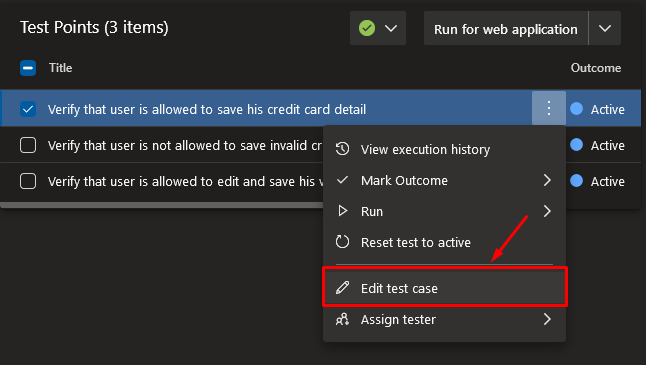 Test Points (3 items)
Run for web application
Title
Outcome
Verify that user is allowed to save his credit card detail
Active
Verify that user is not allowed to save invalid
Active
Verify that user is allowed to edit and save his
Active
View execution history
Mark Outcome
Run
Reset test to active
Edit test case
Assign tester